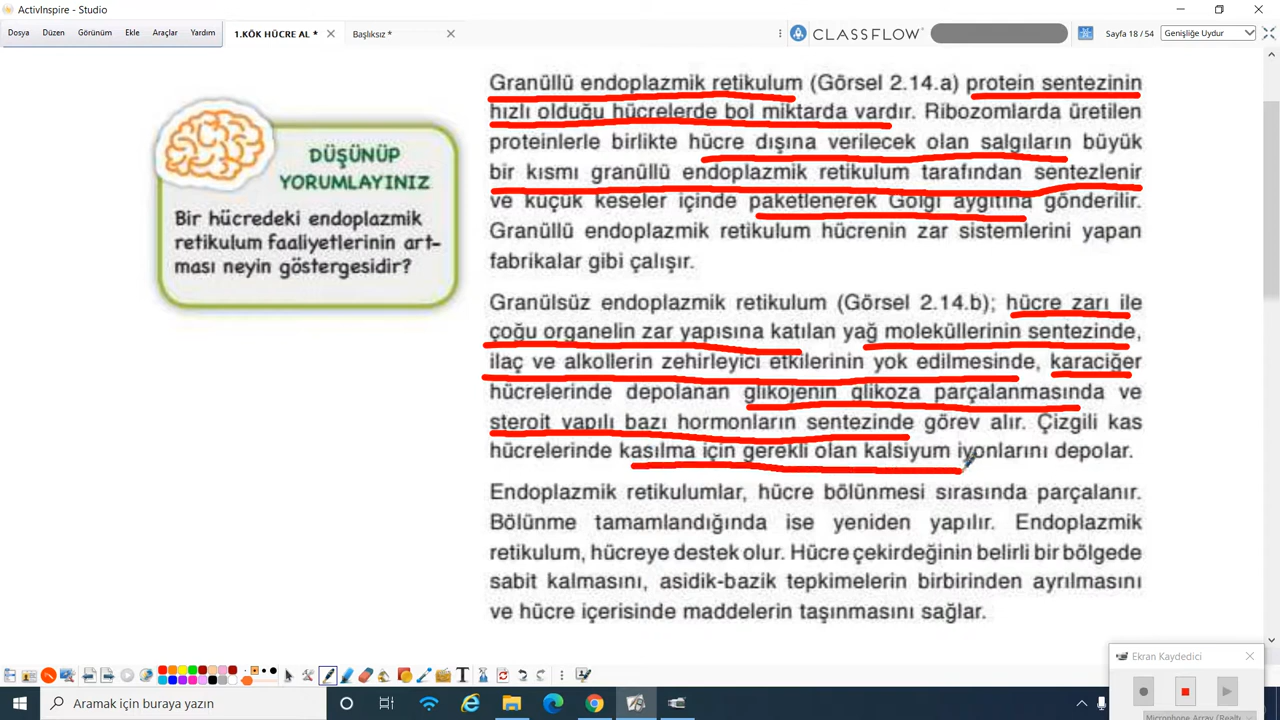 ActivInspire - Studio
Dosya Düzen Görünüm Ekle Araçlar Yardım
1.KÖK HÜCRE AL *
Başlıksız *
CLASSFLOW
Sayfa 18 / 54
Genişliğe Uydur
DÜŞÜNÜP
YORUMLAYINIZ
Bir hücredeki endoplazmik
retikulum faaliyetlerinin art-
ması neyin göstergesidir?
Granüllü endoplazmik retikulum (Görsel 2.14.a) protein sentezinin
hızlı olduğu hücrelerde bol miktarda vardır. Ribozomlarda üretilen
proteinlerle birlikte hücre dışına verilecek olan salgıların büyük
bir kısmı granüllü endoplazmik retikulum tarafından sentezlenir
ve küçük keseler içinde paketlenerek Golgi aygıtına gönderilir.
Granüllü endoplazmik retikulum hücrenin zar sistemlerini yapan
fabrikalar gibi çalışır.
Granülsüz endoplazmik retikulum (Görsel 2.14.b); hücre zarı ile
çoğu organelin zar yapısına katılan yağ moleküllerinin sentezinde,
ilaç ve alkollerin zehirleyici etkilerinin yok edilmesinde, karaciğer
hücrelerinde depolanan glikojenin glikoza parçalanmasında ve
steroit yapılı bazı hormonların sentezinde görev alır. Çizgili kas
hücrelerinde kasılma için gerekli olan kalsiyum iyonlarını depolar.
Endoplazmik retikulumlar, hücre bölünmesi sırasında parçalanır.
Bölünme tamamlandığında ise yeniden yapılır. Endoplazmik
retikulum, hücreye destek olur. Hücre çekirdeğinin belirli bir bölgede
sabit kalmasını, asidik-bazik tepkimelerin birbirinden ayrılmasını
ve hücre içerisinde maddelerin taşınmasını sağlar.
Ekran Kaydedici
Microphone Array (Realt
Aramak için buraya yazın